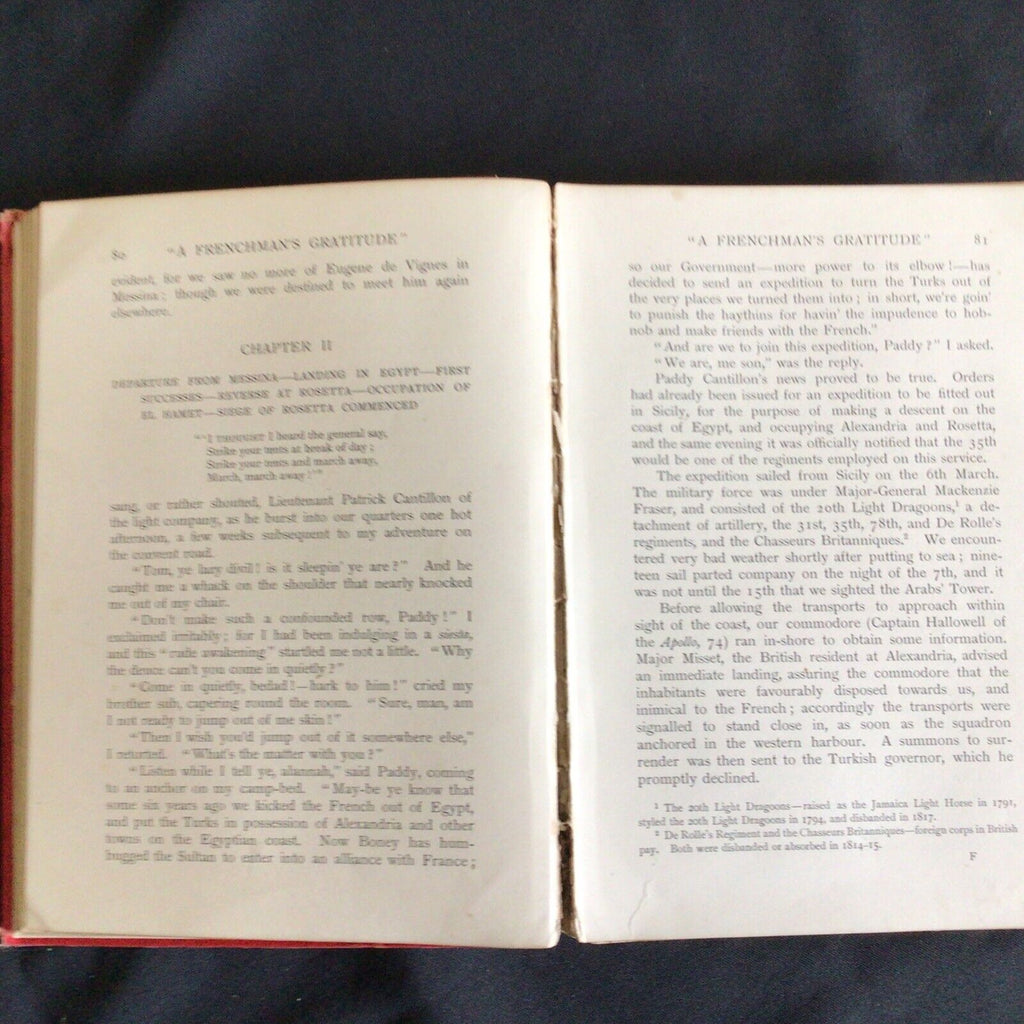 80 "A FRENCHMAN'S GRATITUDE"
evident, for we saw no more of Eugene de Vignes in
Messina; though we were destined to meet him again
elsewhere.
CHAPTER II
DEPARTURE FROM MESSINA—LANDING IN EGYPT—FIRST
SUCCESSES—REVERSE AT ROSETTA—OCCUPATION OF
EL HAMET—SIEGE OF ROSETTA COMMENCED
"'I THOUGHT I heard the general say,
Strike your tents at break of day;
Strike your tents and march away,
March, march away!'"
sang, or rather shouted, Lieutenant Patrick Cantillon of
the light company, as he burst into our quarters one hot
afternoon, a few weeks subsequent to my adventure on
the convent road.
"Tom, ye lazy divil! is it sleepin' ye are?" And he
caught me a whack on the shoulder that nearly knocked
me out of my chair.
"Don't make such a confounded row, Paddy!" I
exclaimed irritably; for I had been indulging in a siesta,
and this "rude awakening" startled me not a little. "Why
the deuce can't you come in quietly?"
"Come in quietly, bedad!—hark to him!" cried my
brother sub, capering round the room. "Sure, man, am
I not ready to jump out of me skin!"
"Then I wish you'd jump out of it somewhere else,"
I returned. "What's the matter with you?"
"Listen while I tell ye, alannah," said Paddy, coming
to an anchor on my camp-bed. "May-be ye know that
some six years ago we kicked the French out of Egypt,
and put the Turks in possession of Alexandria and other
towns on the Egyptian coast. Now Boney has hum-
bugged the Sultan to enter into an alliance with France;
"A FRENCHMAN'S GRATITUDE" 81
so our Government—more power to its elbow!—has
decided to send an expedition to turn the Turks out of
the very places we turned them into; in short, we're goin'
to punish the haythins for havin' the impudence to hob-
nob and make friends with the French."
"And are we to join this expedition, Paddy?" I asked.
"We are, me son," was the reply.
Paddy Cantillon's news proved to be true. Orders
had already been issued for an expedition to be fitted out
in Sicily, for the purpose of making a descent on the
coast of Egypt, and occupying Alexandria and Rosetta,
and the same evening it was officially notified that the 35th
would be one of the regiments employed on this service.
The expedition sailed from Sicily on the 6th March.
The military force was under Major-General Mackenzie
Fraser, and consisted of the 20th Light Dragoons,¹ a de-
tachment of artillery, the 31st, 35th, 78th, and De Rolle's
regiments, and the Chasseurs Britanniques.² We encoun-
tered very bad weather shortly after putting to sea; nine-
teen sail parted company on the night of the 7th, and it
was not until the 15th that we sighted the Arabs' Tower.
Before allowing the transports to approach within
sight of the coast, our commodore (Captain Hallowell of
the Apollo, 74) ran in-shore to obtain some information.
Major Misset, the British resident at Alexandria, advised
an immediate landing, assuring the commodore that the
inhabitants were favourably disposed towards us, and
inimical to the French; accordingly the transports were
signalled to stand close in, as soon as the squadron
anchored in the western harbour. A summons to sur-
render was then sent to the Turkish governor, which he
promptly declined.
¹ The 20th Light Dragoons—raised as the Jamaica Light Horse in 1791,
styled the 20th Light Dragoons in 1794, and disbanded in 1817.
² De Rolle's Regiment and the Chasseurs Britanniques—foreign corps in British
pay. Both were disbanded or absorbed in 1814-15.
F